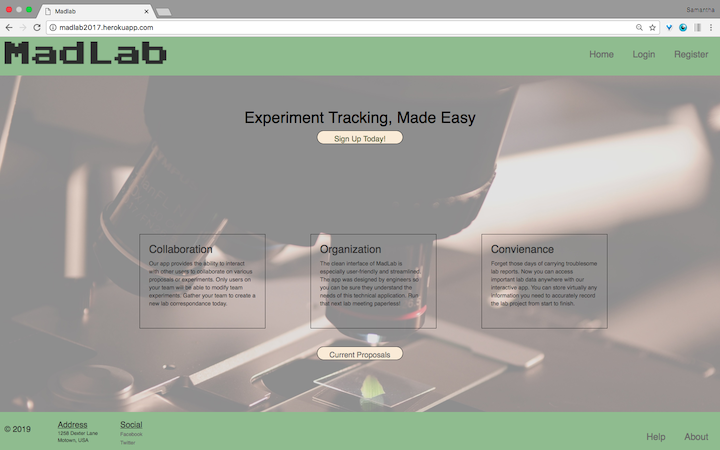 Madlab
Samantha
madlab2017.herokuapp.com
MadLab
Home Login Register
Experiment Tracking, Made Easy
Sign Up Today!
Collaboration
Our app provides the ability to interact
with other users to collaborate on various
proposals or experiments. Only users on
your team will be able to modify team
experiments. Gather your team to create a
new lab correspondance today.
Organization
The clean interface of MadLab is
especially user-friendly and streamlined.
The app was designed by engineers so
you can be sure they understand the
needs of this technical application. Run
that next lab meeting paperless!
Convienance
Forget those days of carrying troublesome
lab reports. Now you can access
important lab data anywhere with our
interactive app. You can store virtually any
information you need to accurately record
the lab project from start to finish.
Current Proposals
© 2019
Address
1259 Dexter Lane
Motown, USA
Social
Facebook
Twitter
Help About